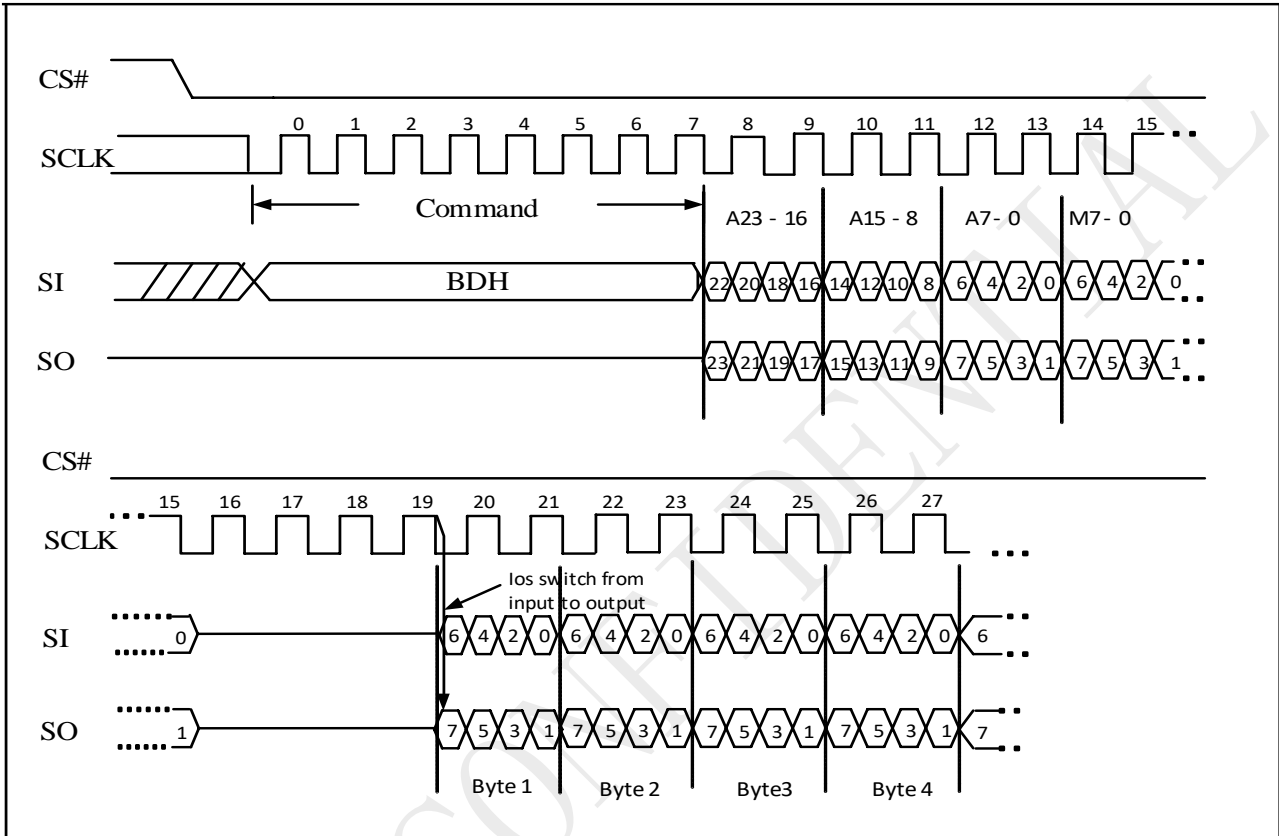 CS#
0 1 2 3 4 5 6 7 8 9 10 11 12 13 14 15
SCLK
Command
A23 - 16 A15 - 8 A7 - 0 M7 - 0
SI
BDH
22 20 18 16 14 12 10 8 6 4 2 0 6 4 2 0
SO
23 21 19 17 15 13 11 9 7 5 3 1 7 5 3 1
CS#
15 16 17 18 19 20 21 22 23 24 25 26 27
SCLK
Ios switch from
input to output
SI
0 6 4 2 0 6 4 2 0 6 4 2 0 6 4 2 0 6
SO
1 7 5 3 1 7 5 3 1 7 5 3 1 7 5 3 1 7
Byte 1 Byte 2 Byte3 Byte 4
CONFIDENTIAL